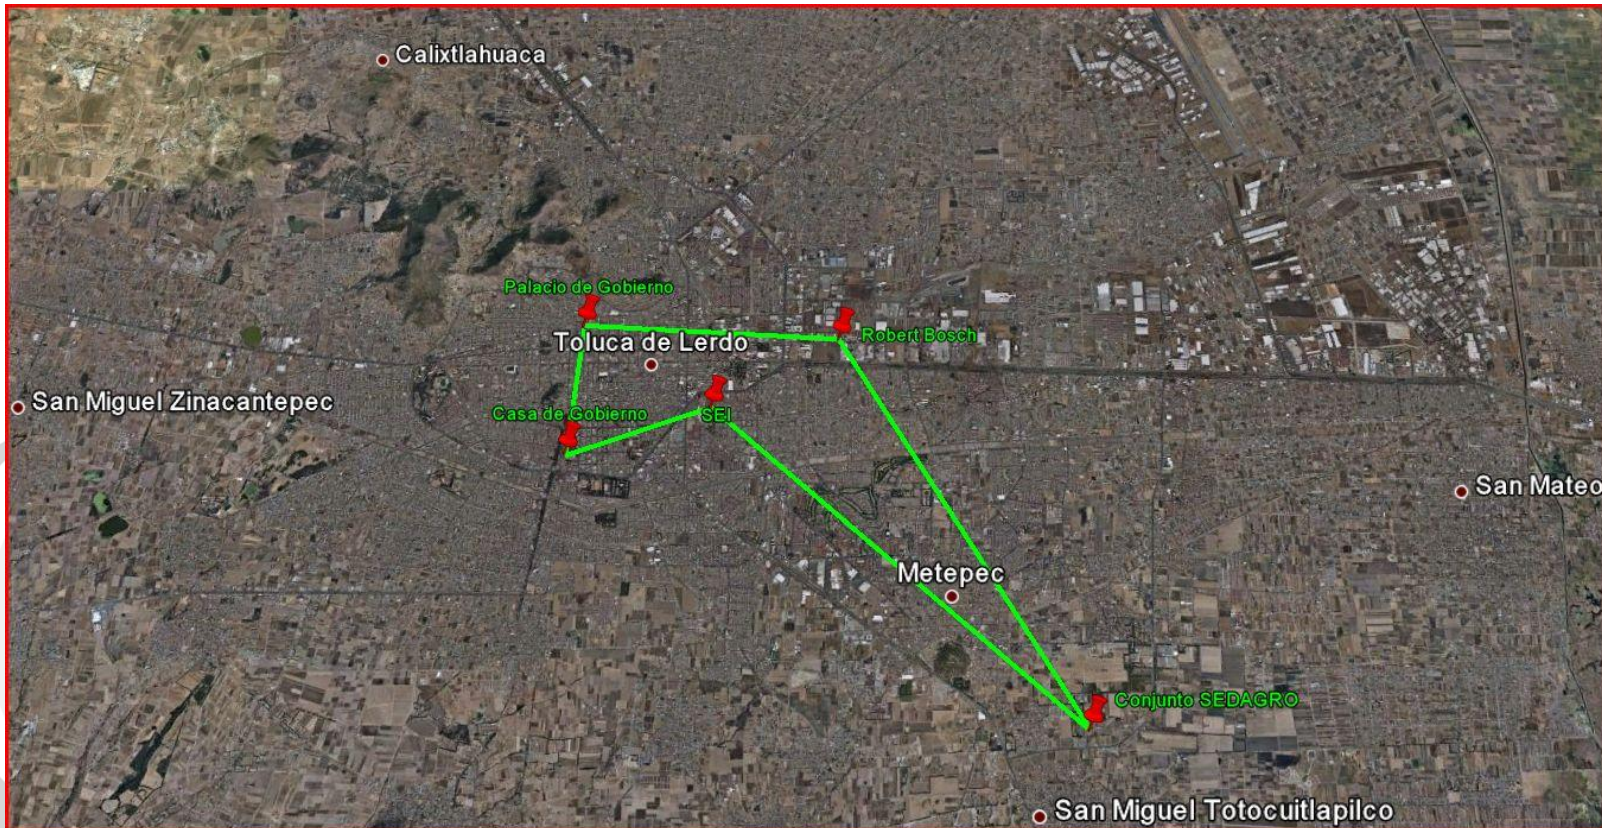 Calixtlahuaca
Palacio de Gobierno
Robert Bosch
Toluca de Lerdo
San Miguel Zinacantepec
Casa de Gobierno
SEI
San Mateo
Metepec
Conjunto SEDAGRO
San Miguel Totocuitlapilco